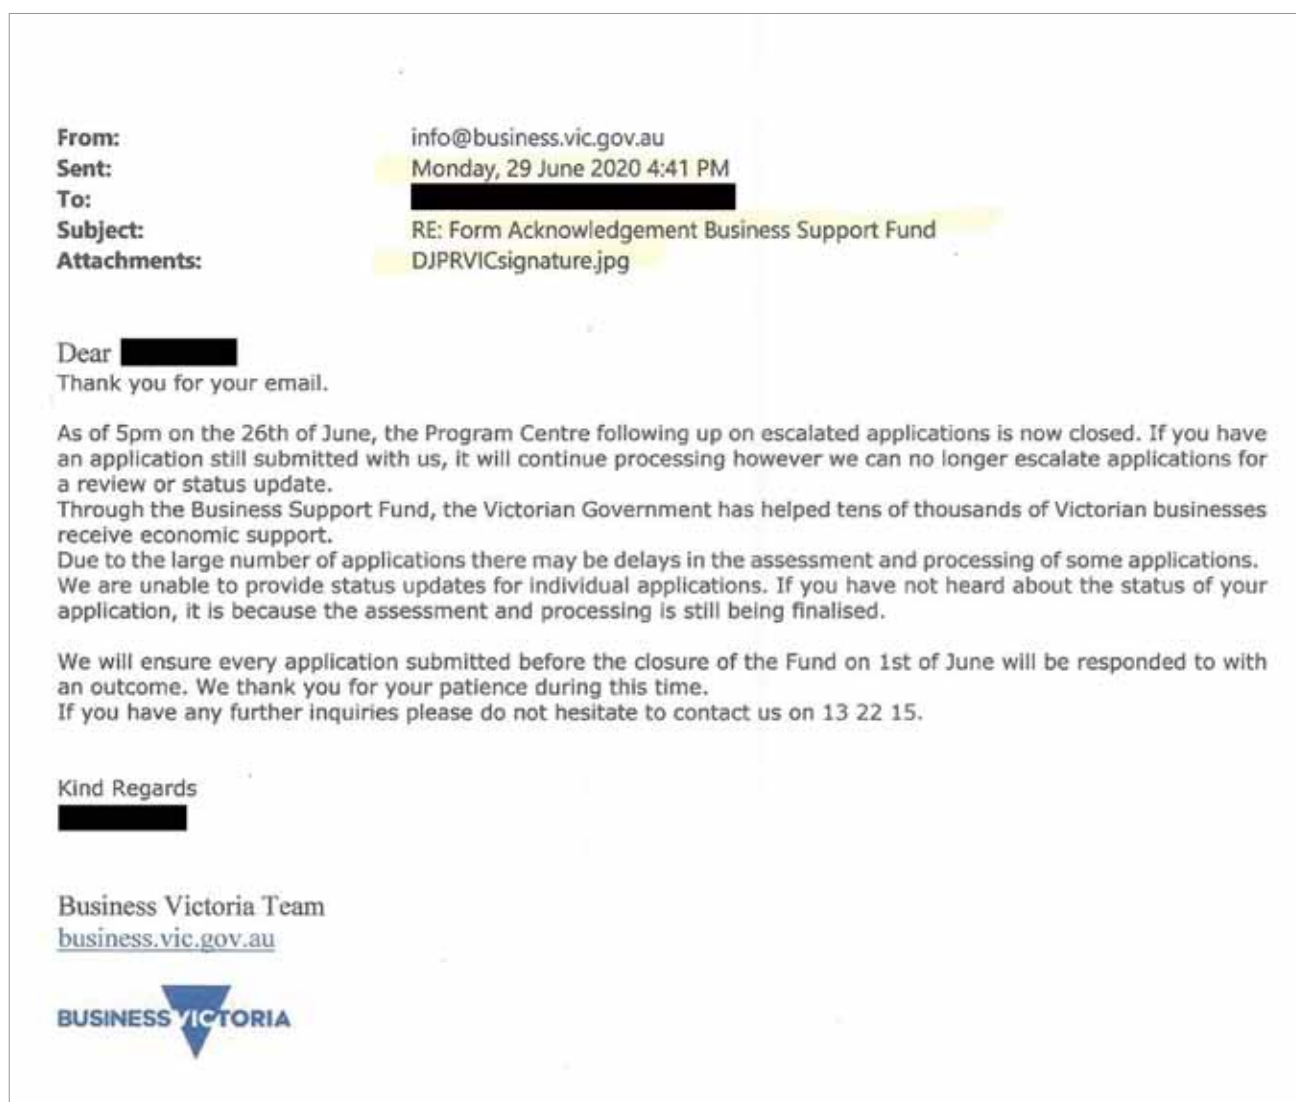 From: info@business.vic.gov.au
Sent: Monday, 29 June 2020 4:41 PM
To:
Subject: RE: Form Acknowledgement Business Support Fund
Attachments: DJPRVICsignature.jpg
Dear
Thank you for your email.
As of 5pm on the 26th of June, the Program Centre following up on escalated applications is now closed. If you have
an application still submitted with us, it will continue processing however we can no longer escalate applications for
a review or status update.
Through the Business Support Fund, the Victorian Government has helped tens of thousands of Victorian businesses
receive economic support.
Due to the large number of applications there may be delays in the assessment and processing of some applications.
We are unable to provide status updates for individual applications. If you have not heard about the status of your
application, it is because the assessment and processing is still being finalised.
We will ensure every application submitted before the closure of the Fund on 1st of June will be responded to with
an outcome. We thank you for your patience during this time.
If you have any further inquiries please do not hesitate to contact us on 13 22 15.
Kind Regards
Business Victoria Team
business.vic.gov.au
BUSINESS VICTORIA